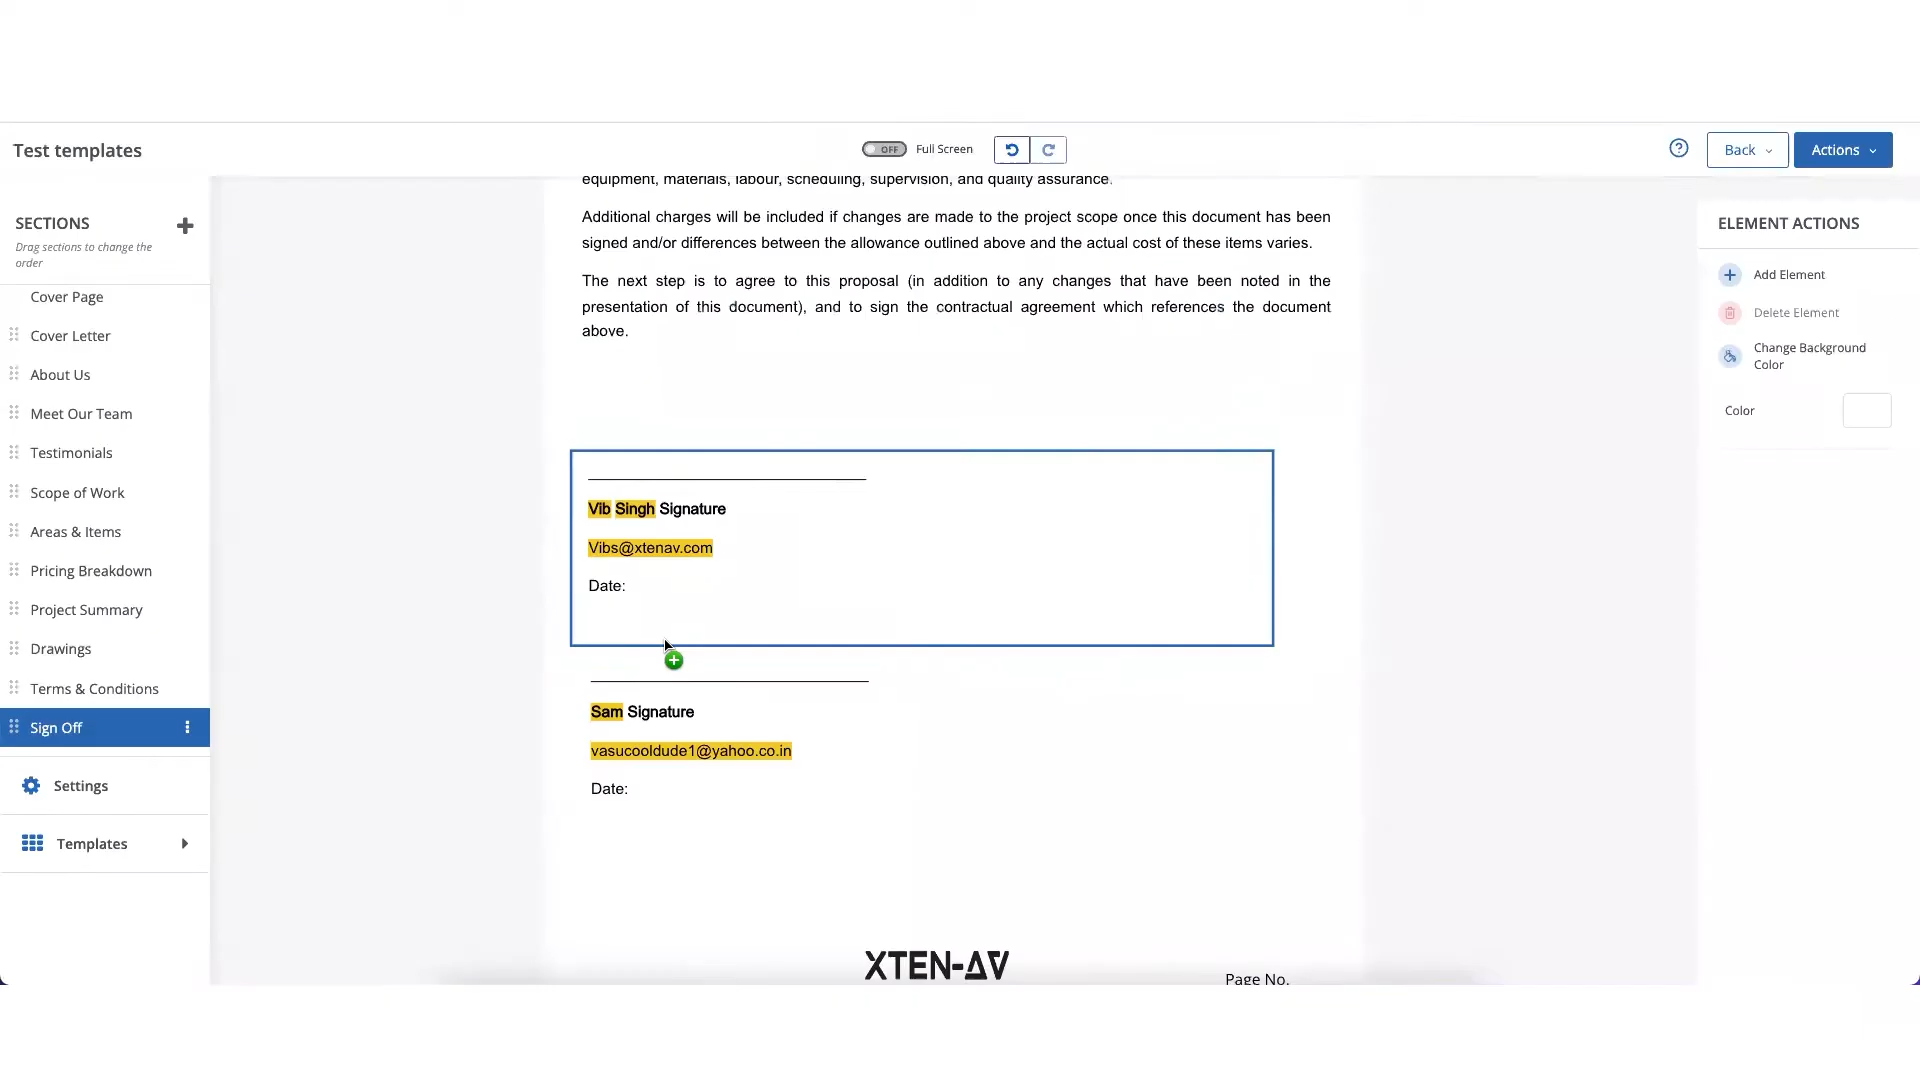 Test templates
OFF Full Screen
Back
Actions
SECTIONS
Drag sections to change the
order
Cover Page
Cover Letter
About Us
Meet Our Team
Testimonials
Scope of Work
Areas & Items
Pricing Breakdown
Project Summary
Drawings
Terms & Conditions
Sign Off
Settings
Templates
equipment, materials, labour, scheduling, supervision, and quality assurance.
Additional charges will be included if changes are made to the project scope once this document has been
signed and/or differences between the allowance outlined above and the actual cost of these items varies.
The next step is to agree to this proposal (in addition to any changes that have been noted in the
presentation of this document), and to sign the contractual agreement which references the document
above.
Vib Singh Signature
Vibs@xtenav.com
Date:
Sam Signature
vasucooldude1@yahoo.co.in
Date:
XTEN-AV
Page No.
ELEMENT ACTIONS
Add Element
Delete Element
Change Background
Color
Color